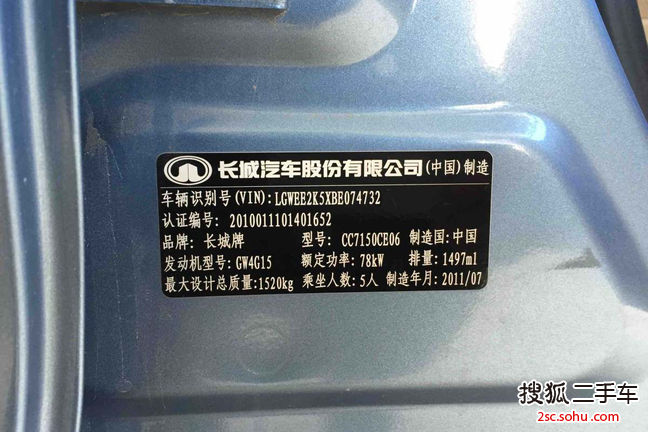 长城汽车股份有限公司(中国)制造
车辆识别号(VIN):LGWEE2K5XBE074732
认证编号: 2010011101401652
品牌: 长城牌 型号: CC7150CE06 制造国:中国
发动机型号:GW4G15 额定功率:78kW 排量:1497ml
最大设计总质量:1520kg 乘坐人数:5人 制造年月:2011/07
搜狐二手车
2sc.sohu.com